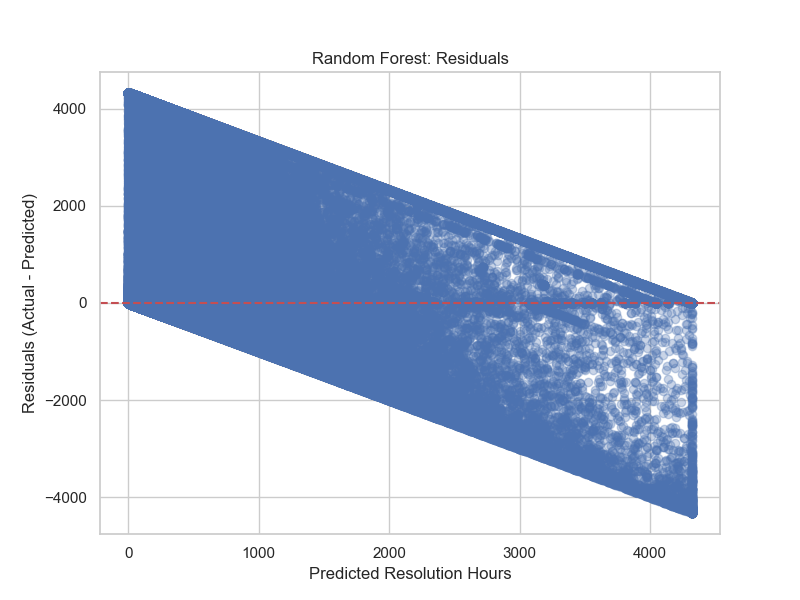 Random Forest: Residuals
Residuals (Actual - Predicted)
4000
2000
0
−2000
−4000
0 1000 2000 3000 4000
Predicted Resolution Hours